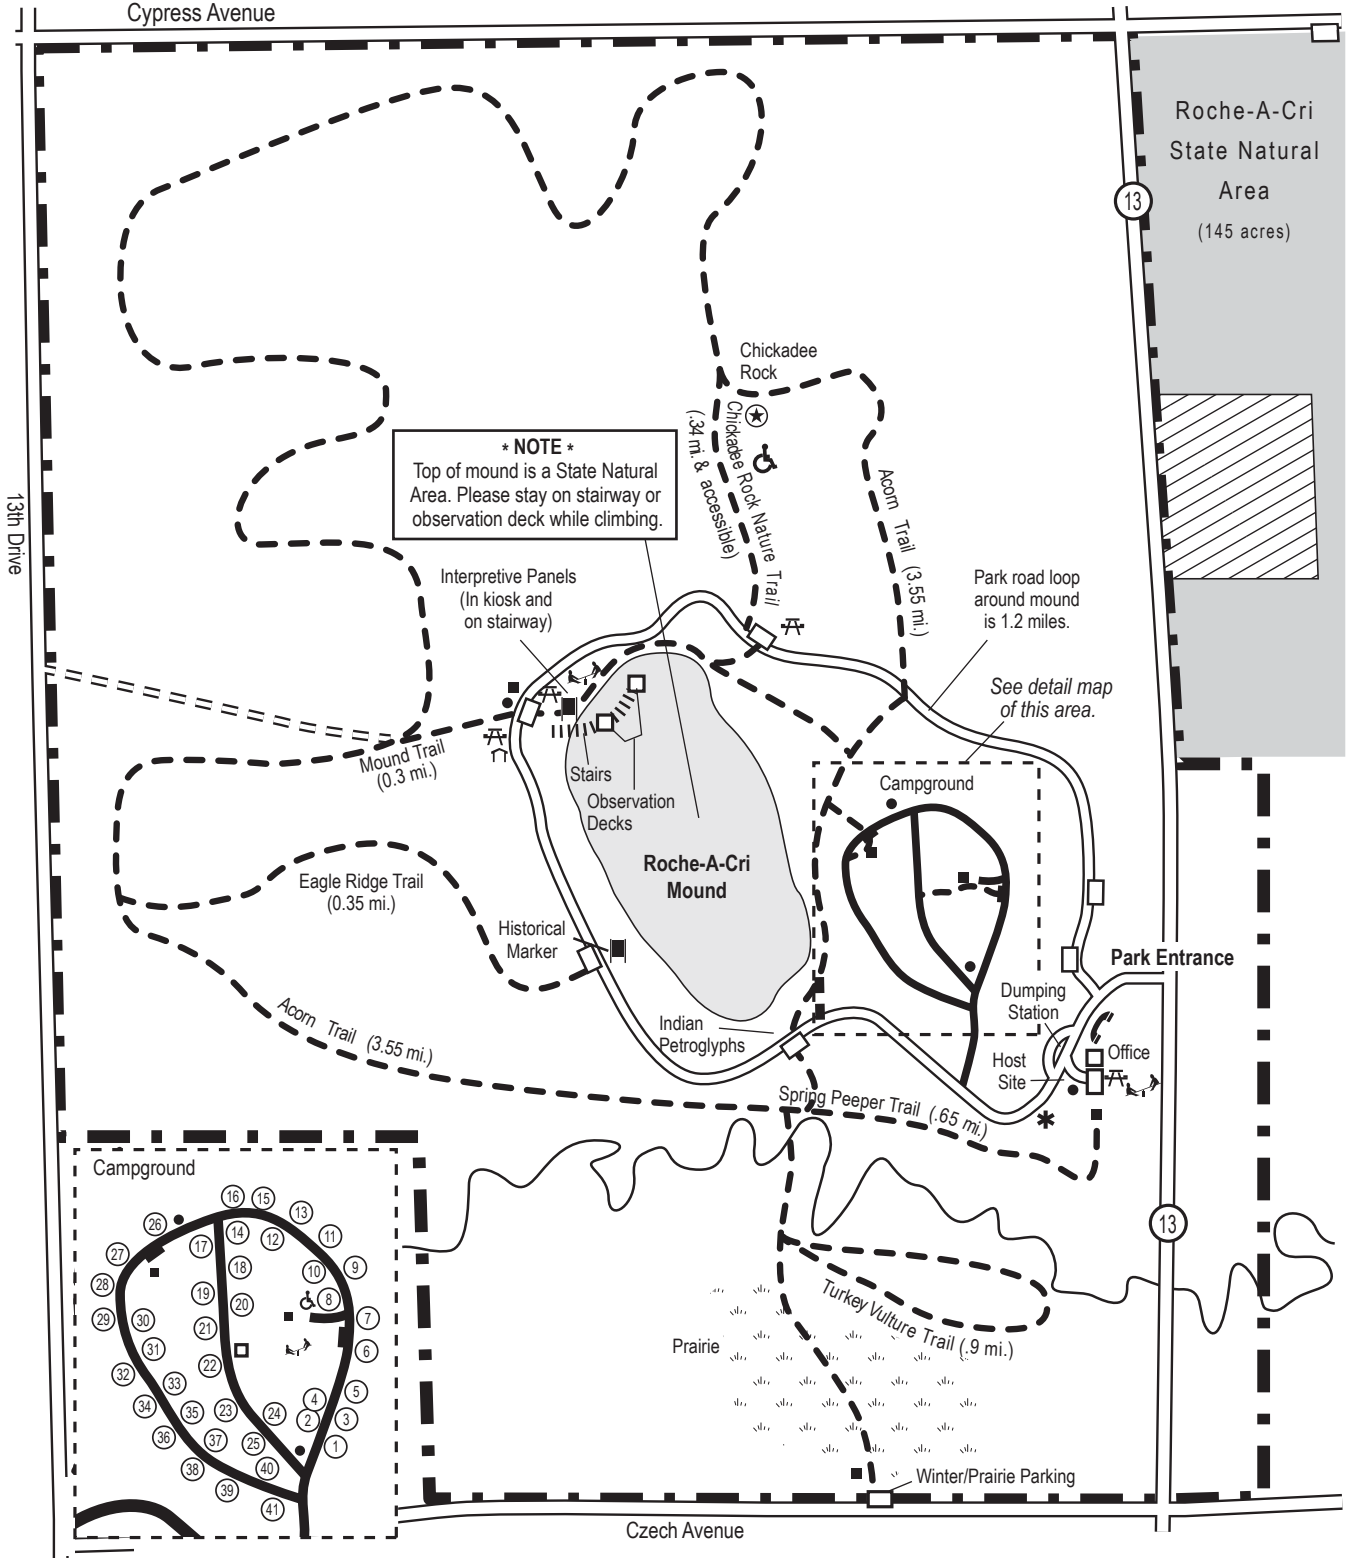 Cypress Avenue
Roche-A-Cri
State Natural
Area
(145 acres)
13
Chickadee
Rock
* NOTE *
Top of mound is a State Natural
Area. Please stay on stairway or
observation deck while climbing.
Chickadee Rock Nature Trail
(.34 mi. & accessible)
Acorn Trail (3.55 mi.)
13th Drive
Interpretive Panels
(In kiosk and
on stairway)
Park road loop
around mound
is 1.2 miles.
See detail map
of this area.
Mound Trail
(0.3 mi.)
Stairs
Observation
Decks
Campground
Roche-A-Cri
Mound
Eagle Ridge Trail
(0.35 mi.)
Historical
Marker
Park Entrance
Dumping
Station
Acorn Trail (3.55 mi.)
Indian
Petroglyphs
Host
Site
Office
Spring Peeper Trail (.65 mi.)
*
Campground
16
15
13
26
14
12
11
17
27
18
10
9
28
19
20
8
29
30
21
7
31
22
6
32
33
5
34
35
23
24
4
2
3
36
37
25
1
38
40
39
41
13
Turkey Vulture Trail (.9 mi.)
Prairie
Winter/Prairie Parking
Czech Avenue